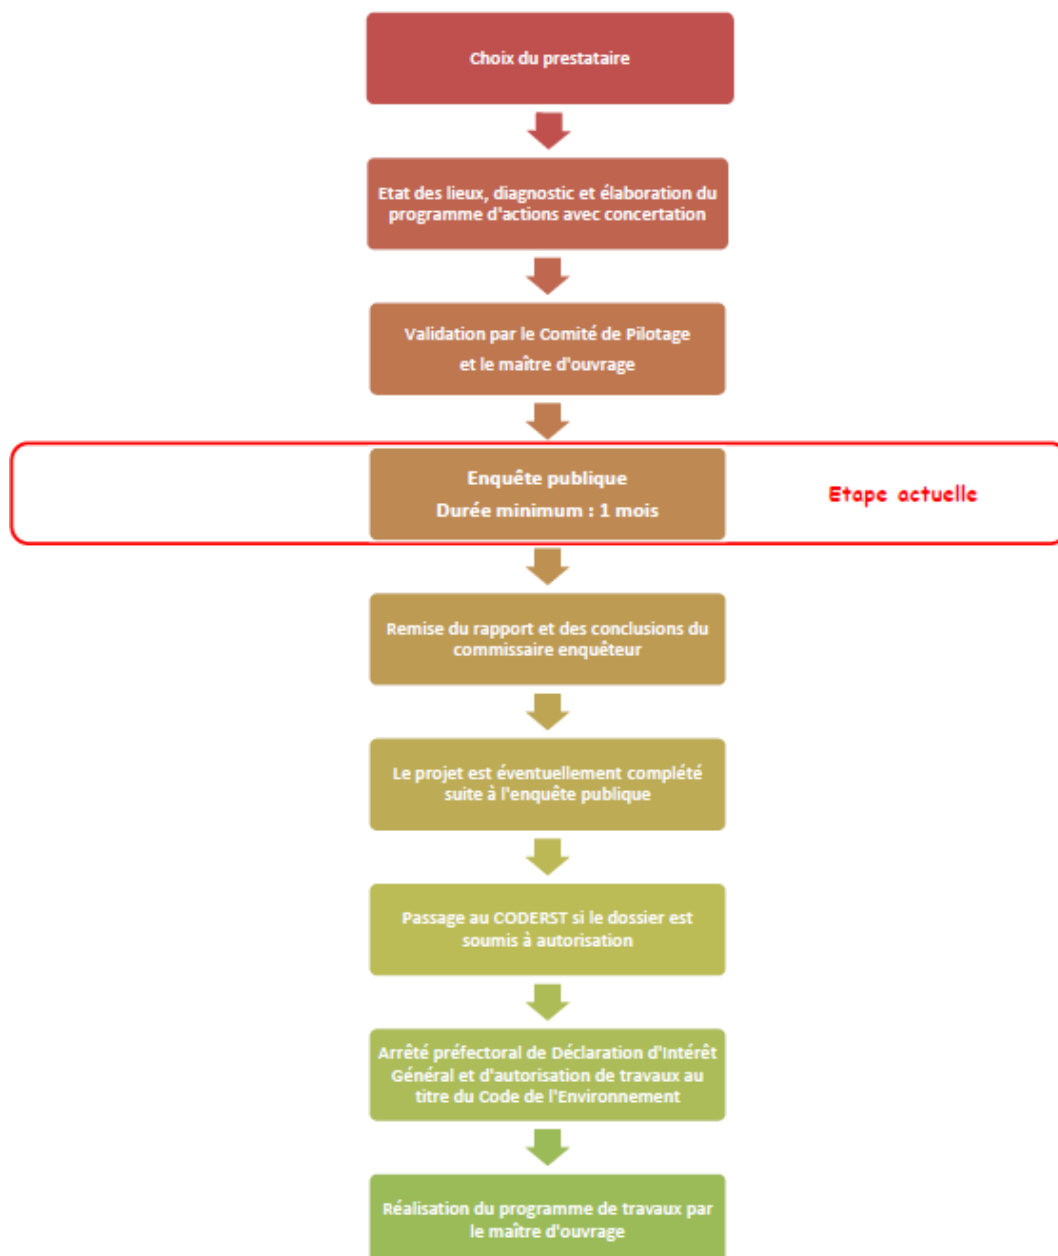 Choix du prestataire
Etat des lieux, diagnostic et élaboration du
programme d'actions avec concertation
Validation par le Comité de Pilotage
et le maître d'ouvrage
Enquête publique
Durée minimum : 1 mois
Etape actuelle
Remise du rapport et des conclusions du
commissaire enquêteur
Le projet est éventuellement complété
suite à l'enquête publique
Passage au CODERST si le dossier est
soumis à autorisation
Arrêté préfectoral de Déclaration d'Intérêt
Général et d'autorisation de travaux au
titre du Code de l'Environnement
Réalisation du programme de travaux par
le maître d'ouvrage